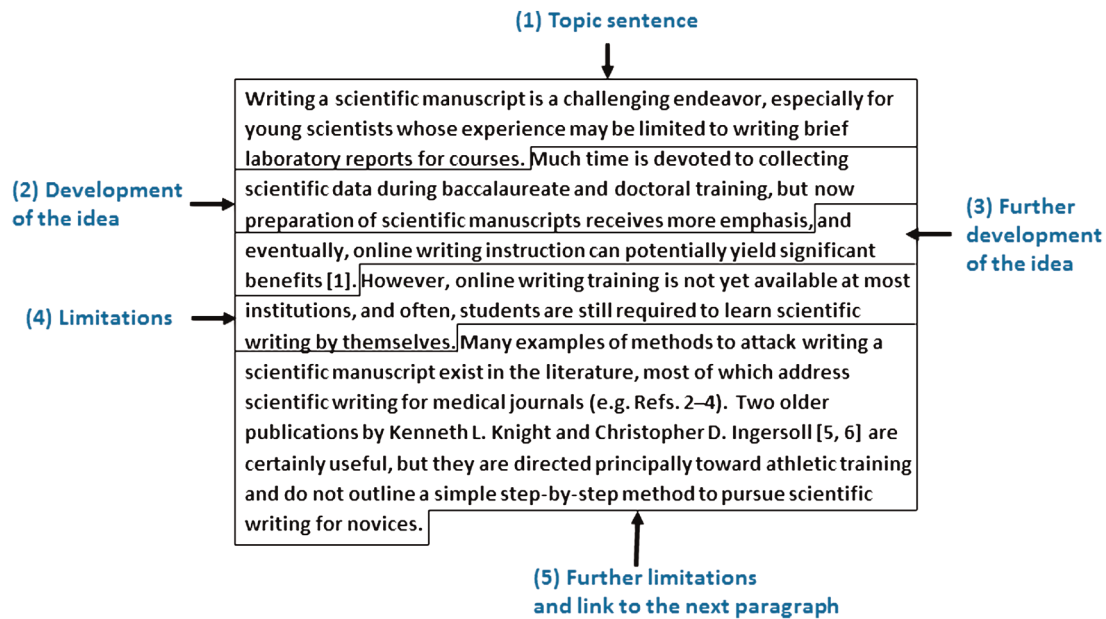 (1) Topic sentence
Writing a scientific manuscript is a challenging endeavor, especially for
young scientists whose experience may be limited to writing brief
laboratory reports for courses. Much time is devoted to collecting
(2) Development
of the idea
scientific data during baccalaureate and doctoral training, but now
preparation of scientific manuscripts receives more emphasis, and
(3) Further
development
of the idea
eventually, online writing instruction can potentially yield significant
benefits [1]. However, online writing training is not yet available at most
(4) Limitations
institutions, and often, students are still required to learn scientific
writing by themselves. Many examples of methods to attack writing a
scientific manuscript exist in the literature, most of which address
scientific writing for medical journals (e.g. Refs. 2–4). Two older
publications by Kenneth L. Knight and Christopher D. Ingersoll [5, 6] are
certainly useful, but they are directed principally toward athletic training
and do not outline a simple step-by-step method to pursue scientific
writing for novices.
(5) Further limitations
and link to the next paragraph